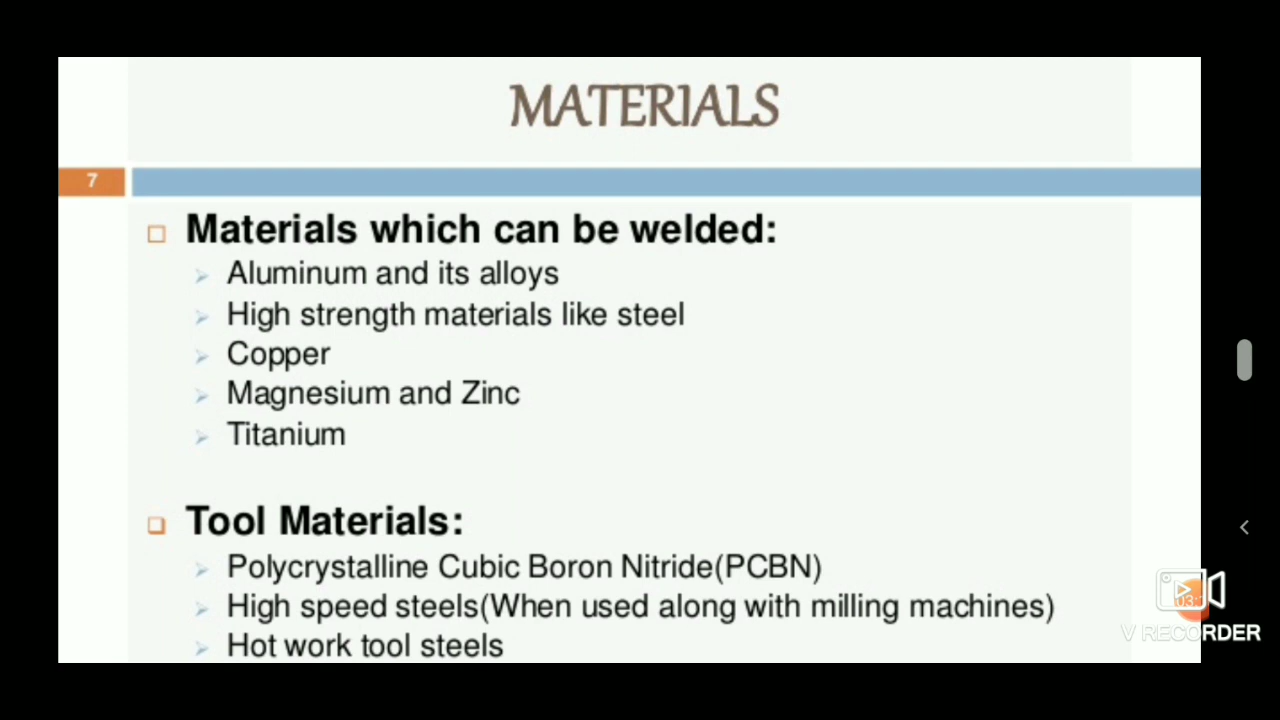 MATERIALS
7
Materials which can be welded:
Aluminum and its alloys
High strength materials like steel
Copper
Magnesium and Zinc
Titanium
Tool Materials:
Polycrystalline Cubic Boron Nitride(PCBN)
High speed steels(When used along with milling machines)
Hot work tool steels
V RECORDER